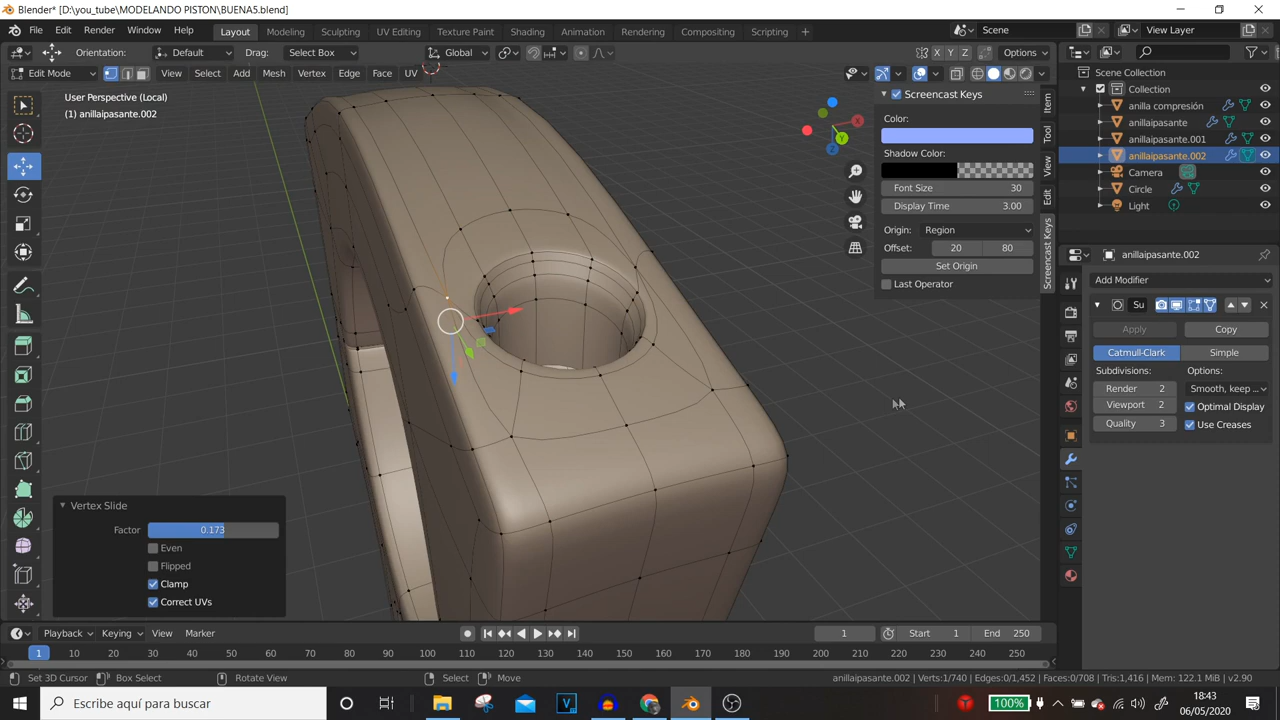 Blender* [D:\you_tube\MODELANDO PISTON\BUENA5.blend]
File Edit Render Window Help Layout Modeling Sculpting UV Editing Texture Paint Shading Animation Rendering Compositing Scripting + Scene View Layer
Orientation: Default Drag: Select Box Global X Y Z Options
Edit Mode View Select Add Mesh Vertex Edge Face UV
User Perspective (Local)
(1) anillaipasante.002
Screencast Keys
Color:
Shadow Color:
Font Size 30
Display Time 3.00
Origin: Region
Offset: 20 80
Set Origin
Last Operator
Item
Tool
View
Edit
Screencast Keys
X
Y
Z
Scene Collection
Collection
anilla compresión
anillaipasante
anillaipasante.001
anillaipasante.002
Camera
Circle
Light
anillaipasante.002
Add Modifier
Su
Apply Copy
Catmull-Clark Simple
Subdivisions: Options:
Render 2 Smooth, keep ...
Viewport 2 Optimal Display
Quality 3 Use Creases
Vertex Slide
Factor 0.173
Even
Flipped
Clamp
Correct UVs
Playback Keying View Marker 1 Start 1 End 250
1 10 20 30 40 50 60 70 80 90 100 110 120 130 140 150 160 170 180 190 200 210 220 230 240 250
Set 3D Cursor Box Select Rotate View Select Move anillaipasante.002 | Verts:1/740 | Edges:0/1,452 | Faces:0/708 | Tris:1,416 | Mem: 122.1 MiB | v2.90
Escribe aquí para buscar 100% 18:43
06/05/2020